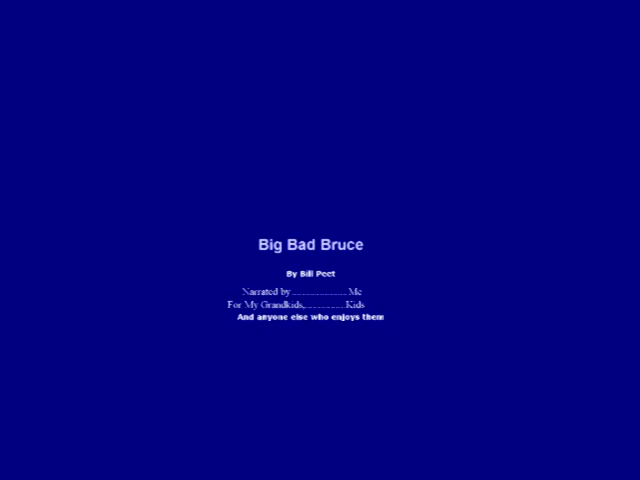 Big Bad Bruce
By Bill Peet
Narrated by.......................Me
For My Grandkids,.................Kids
And anyone else who enjoys them